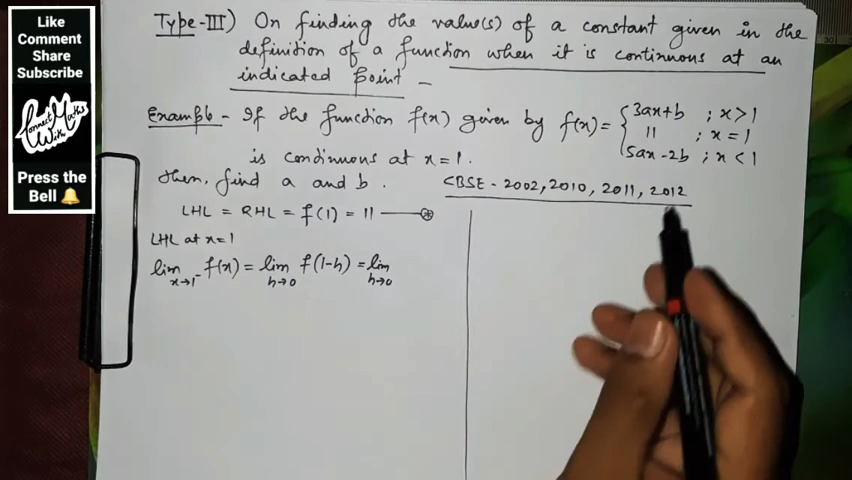 Like
Comment
Share
Subscribe
Connect
With
Maths
Press the
Bell 🔔
Type-III) On finding the value(s) of a constant given in the
definition of a function when it is continuous at an
indicated point –
Example - If the function f(x) given by f(x) = { 3ax+b ; x > 1
11 ; x = 1
5ax-2b ; x < 1
is continuous at x = 1.
then, find a and b.
CBSE - 2002, 2010, 2011, 2012
LHL = RHL = f(1) = 11 —⊛
LHL at x=1
lim x→1⁻ f(x) = lim h→0 f(1-h) = lim h→0